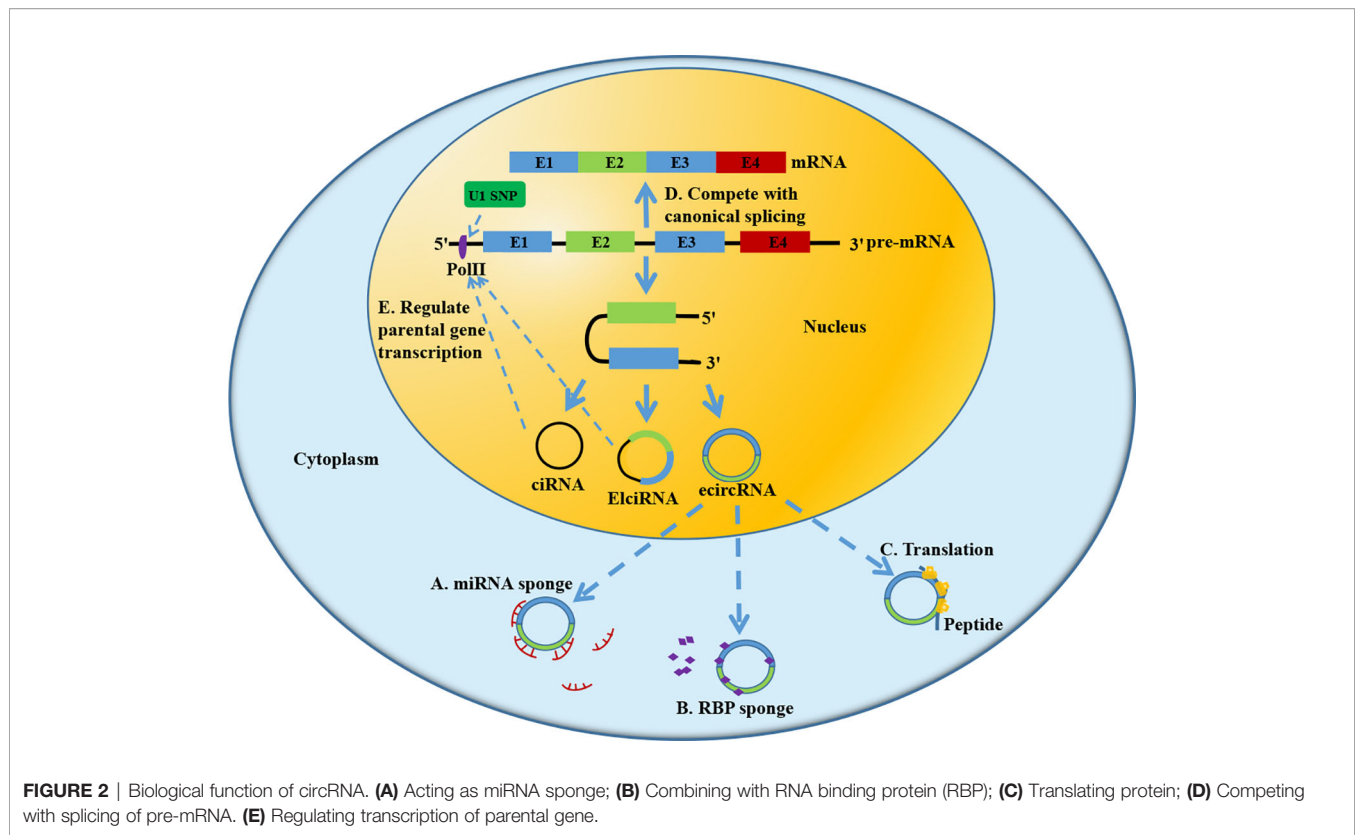 E1 E2 E3 E4 mRNA
U1 SNP
D. Compete with
canonical splicing
5' E1 E2 E3 E4 3' pre-mRNA
PolII
E. Regulate
parental gene
transcription
5'
Nucleus
3'
Cytoplasm
ciRNA
ElciRNA
ecircRNA
C. Translation
A. miRNA sponge
Peptide
B. RBP sponge
FIGURE 2 | Biological function of circRNA. (A) Acting as miRNA sponge; (B) Combining with RNA binding protein (RBP); (C) Translating protein; (D) Competing
with splicing of pre-mRNA. (E) Regulating transcription of parental gene.